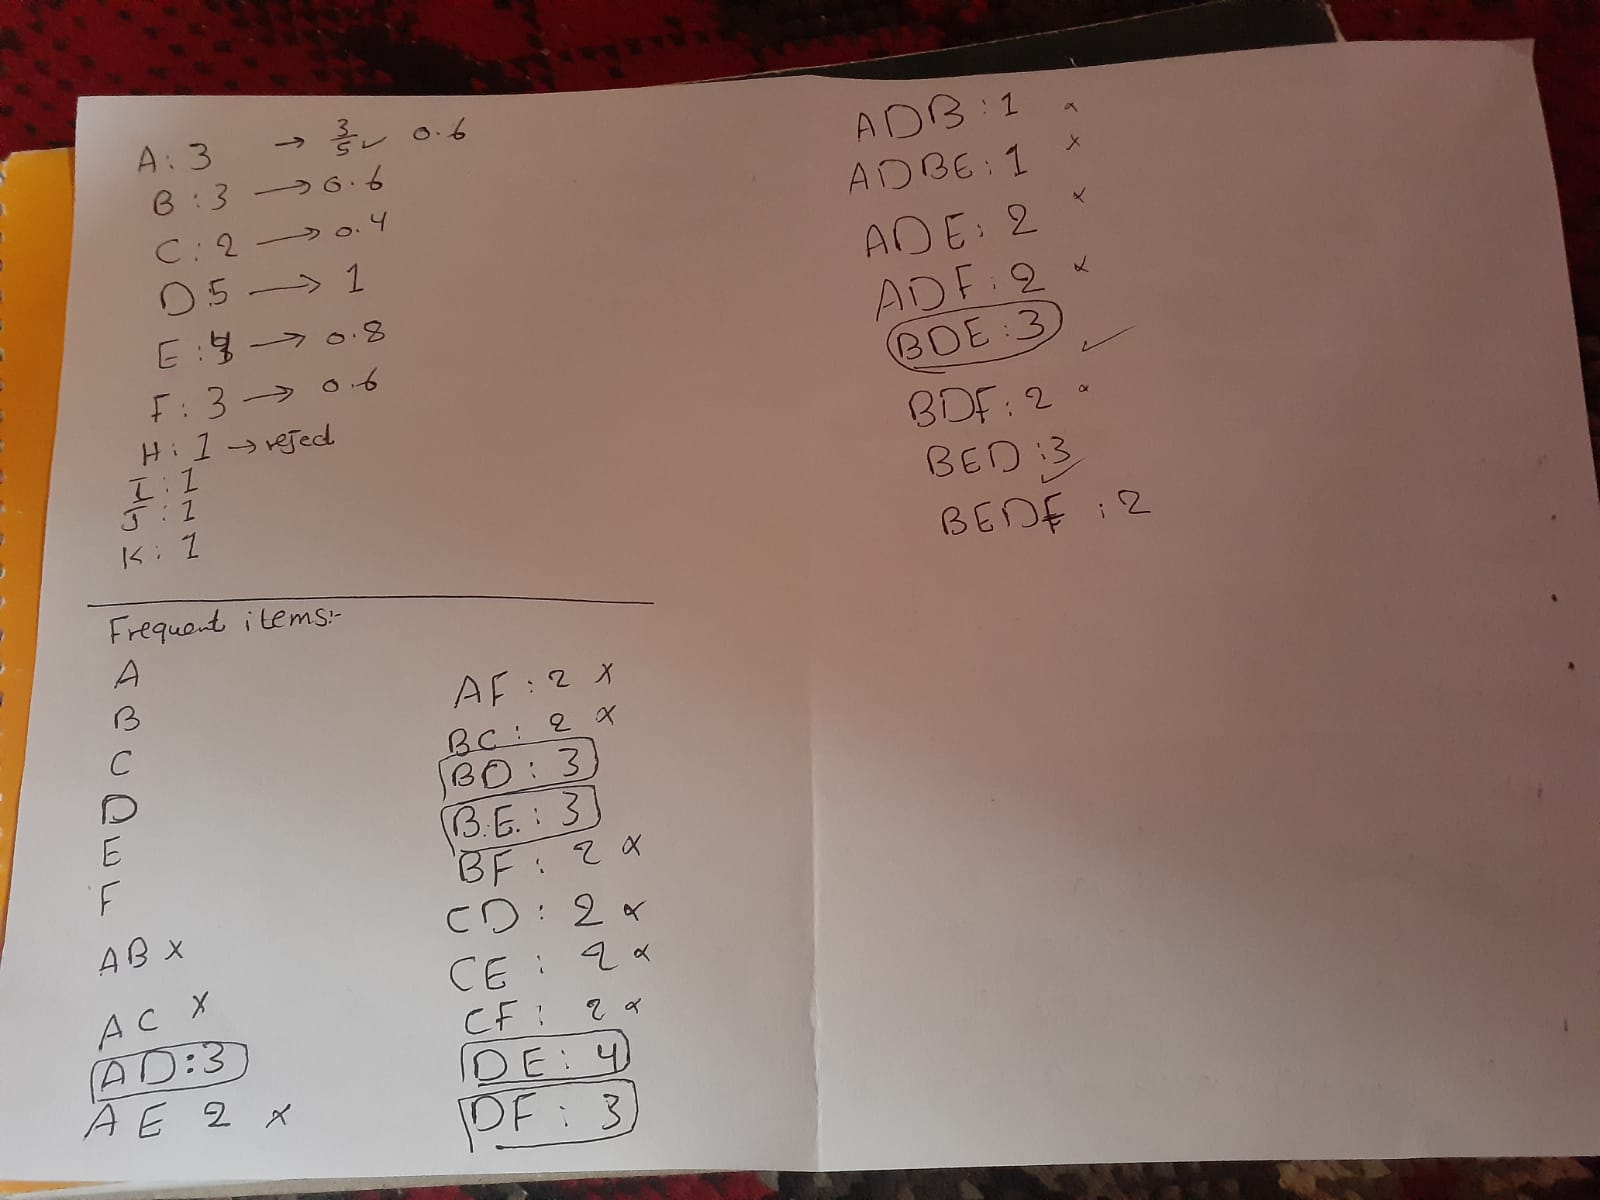 A: 3 → 3/5 ✓ 0.6
B: 3 → 0.6
C: 2 → 0.4
D 5 → 1
E: 4 → 0.8
F: 3 → 0.6
H: 1 → reject
I: 1
J: 1
K: 1
Frequent items:-
A
B
C
D
E
F
AB x
AC x
AD: 3
AE 2 x
AF: 2 x
BC: 2 x
BD: 3
B.E.: 3
BF: 2 x
CD: 2 x
CE: 2 x
CF: 2 x
DE: 4
DF: 3
ADB: 1 x
ADBE: 1 x
ADE: 2 x
ADF: 2 x
BDE: 3 ✓
BDF: 2 x
BED: 3 ✓
BEDF: 2